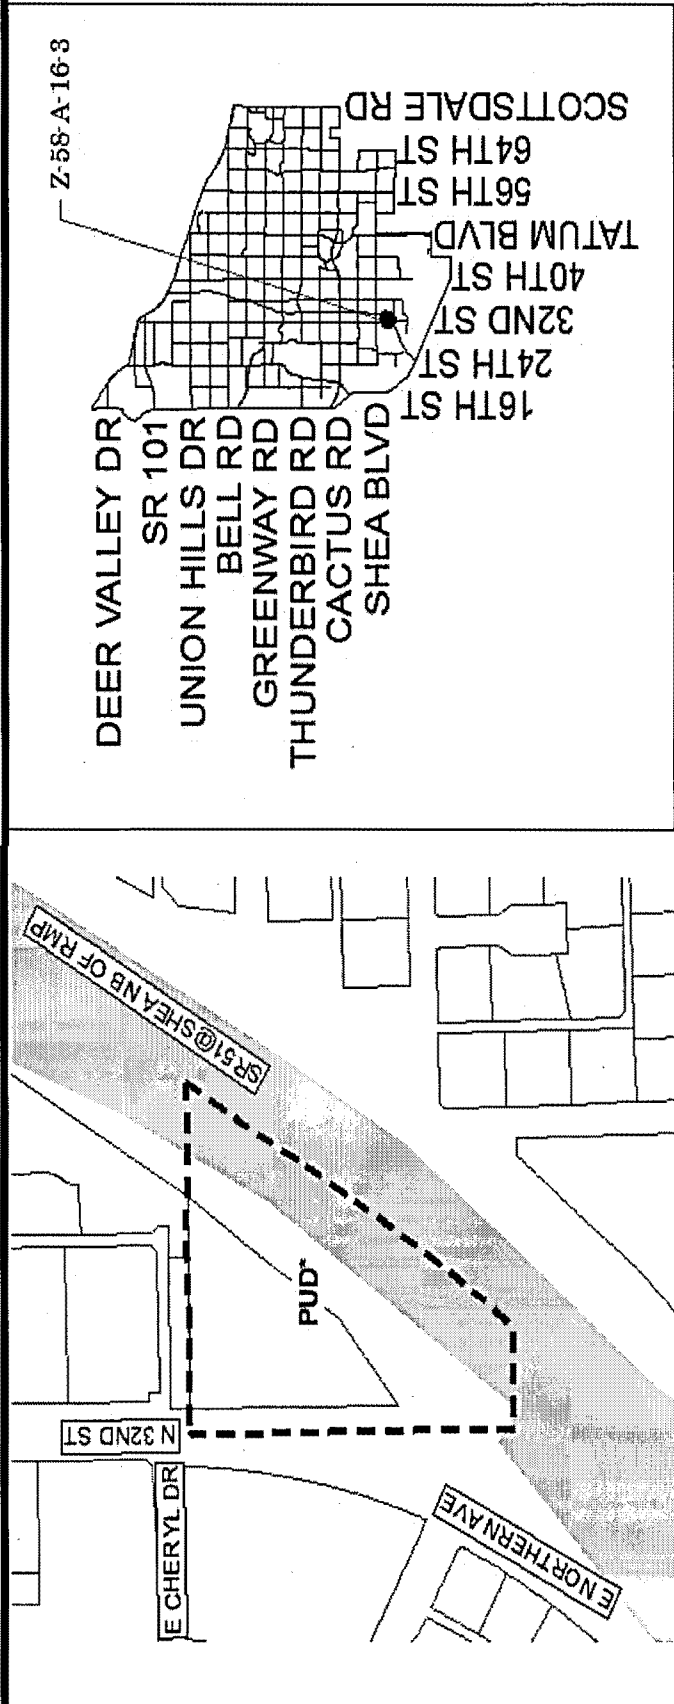 Z-58-A-16-3
DEER VALLEY DR
SR 101
UNION HILLS DR
BELL RD
GREENWAY RD
THUNDERBIRD RD
CACTUS RD
SHEA BLVD
16TH ST
24TH ST
32ND ST
40TH ST
TATUM BLVD
56TH ST
64TH ST
SCOTTSDALE RD
SR51@SHEA NB OF RMP
PUD*
N 32ND ST
E CHERYL DR
E NORTHERN AVE